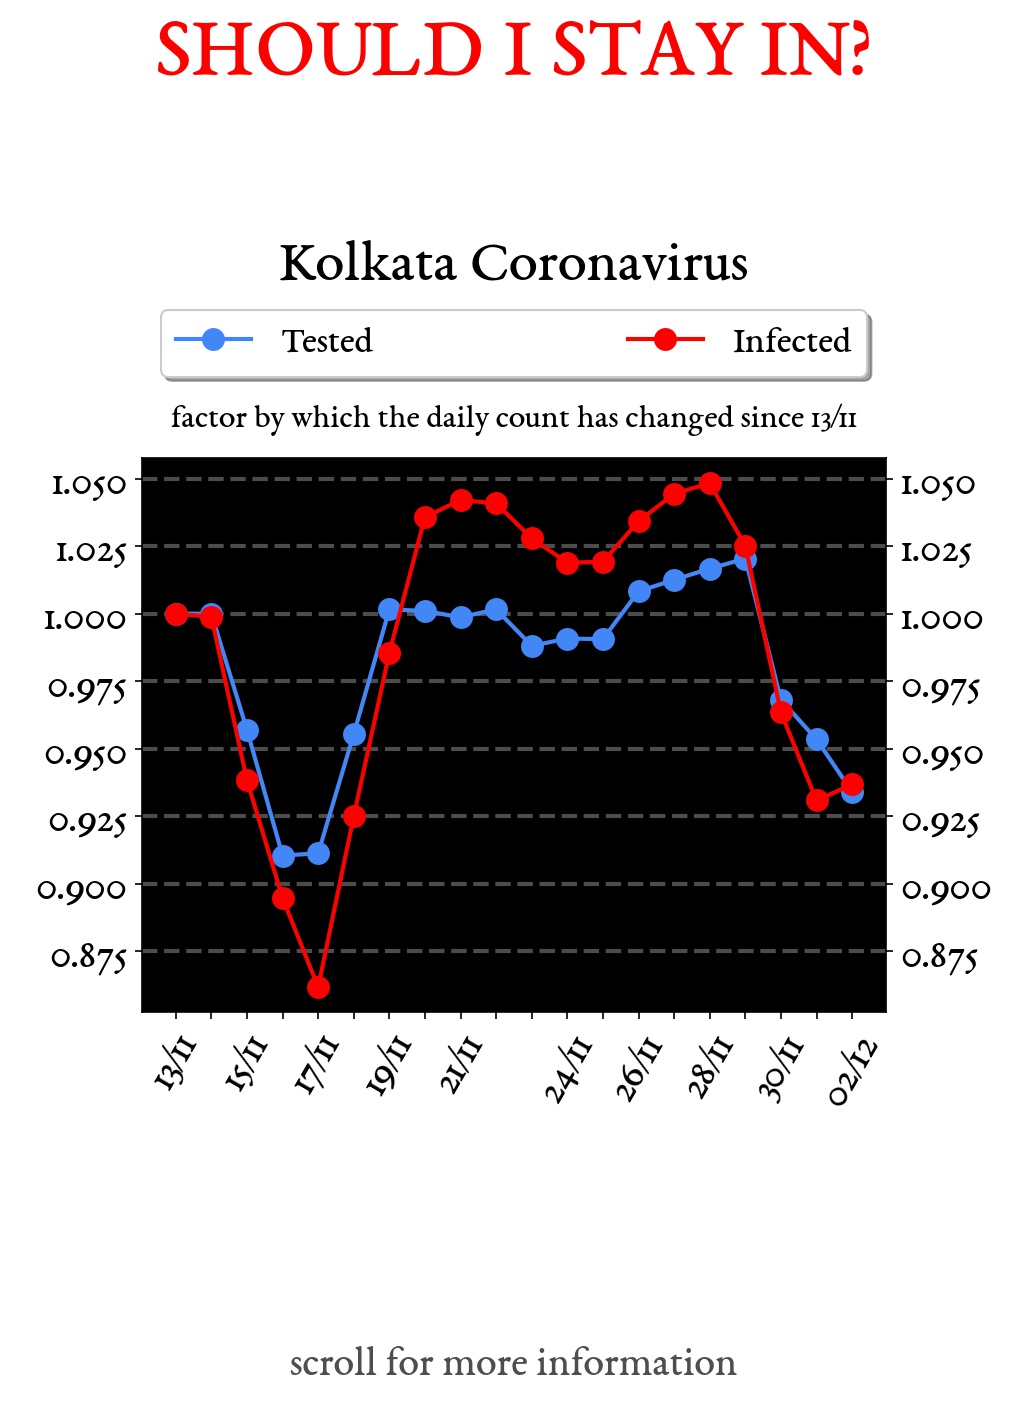 SHOULD I STAY IN?
Kolkata Coronavirus
Tested Infected
factor by which the daily count has changed since 13/11
1.050 1.050
1.025 1.025
1.000 1.000
0.975 0.975
0.950 0.950
0.925 0.925
0.900 0.900
0.875 0.875
13/11 15/11 17/11 19/11 21/11 24/11 26/11 28/11 30/11 02/12
scroll for more information